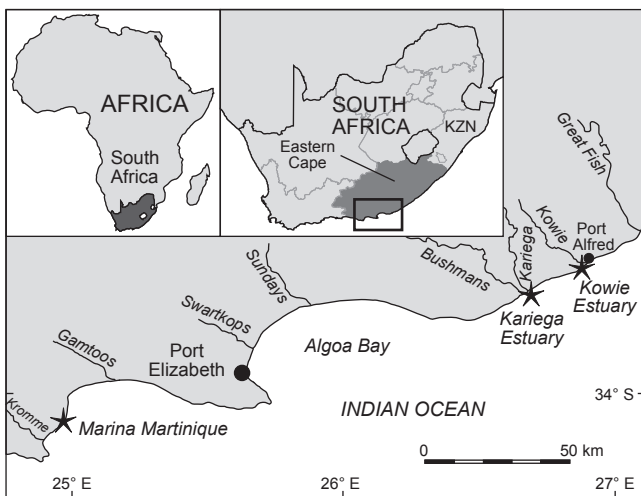 AFRICA
South
Africa
SOUTH
AFRICA
KZN
Eastern
Cape
Great Fish
Kowie
Kariega
Port
Alfred
Bushmans
Kowie
Estuary
Kariega
Estuary
Sundays
Swartkops
Algoa Bay
Gamtoos
Port
Elizabeth
INDIAN OCEAN
34° S
Kromme
Marina Martinique
0
50 km
25° E
26° E
27° E